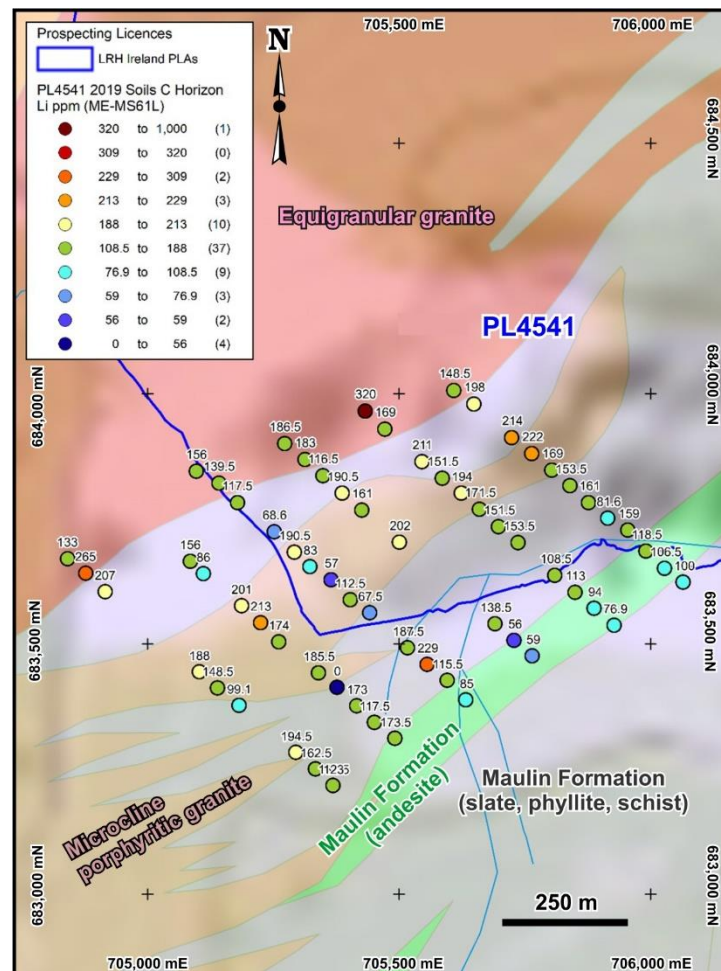 705,500 mE
706,000 mE
Prospecting Licences
LRH Ireland PLAs
PL4541 2019 Soils C Horizon
Li ppm (ME-MS61L)
320 to 1,000 (1)
309 to 320 (0)
229 to 309 (2)
213 to 229 (3)
188 to 213 (10)
108.5 to 188 (37)
76.9 to 108.5 (9)
59 to 76.9 (3)
56 to 59 (2)
0 to 56 (4)
N
684,500 mN
Equigranular granite
PL4541
684,000 mN
684,000 mN
148.5
198
320
169
214
222
186.5
183
116.5
190.5
161
211
151.5
194
171.5
151.5
153.5
169
153.5
161
81.6
159
118.5
106.5
100
156
139.5
117.5
68.6
190.5
83
57
112.5
67.5
202
133
265
207
156
86
201
213
174
108.5
113
94
76.9
683,500 mN
683,500 mN
138.5
56
59
187.5
229
115.5
85
188
148.5
99.1
185.5
0
173
117.5
173.5
194.5
162.5
Microcline
porphyritic granite
Maulin Formation
(andesite)
Maulin Formation
(slate, phyllite, schist)
683,000 mN
683,000 mN
250 m
705,000 mE
705,500 mE
706,000 mE